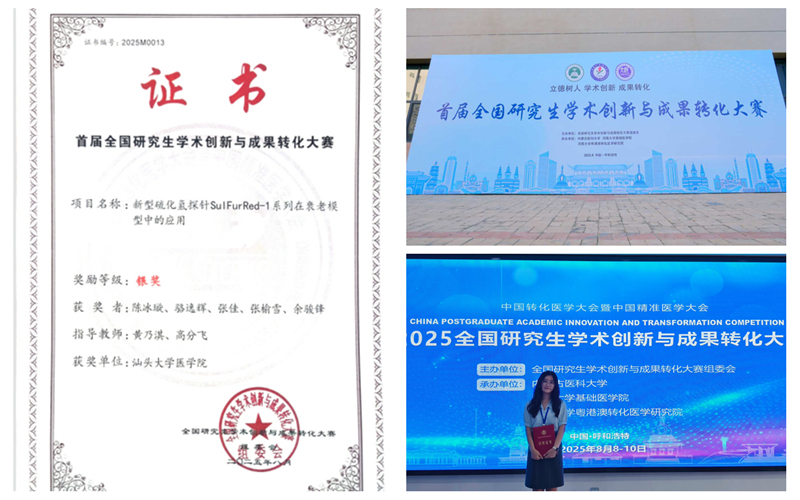 证书编号：2025M0013
证 书
首届全国研究生学术创新与成果转化大赛
项目名称：新型硫化氢探针SulFurRed-1系列在衰老模
型中的应用
奖励等级：银奖
获 奖 者：陈冰璇、骆逸辉、张佳、张榆雪、余骏锋
指导教师：黄乃淇、高分飞
获奖单位：汕头大学医学院
全国研究生学术创新与成果转化大赛
组委会
二〇二五年八月
立德树人 学术创新 成果转化
首届全国研究生学术创新与成果转化大赛
中国转化医学大会暨中国精准医学大会
CHINA POSTGRADUATE ACADEMIC INNOVATION AND TRANSFORMATION COMPETITION
025全国研究生学术创新与成果转化大
主办单位：全国研究生学术创新与成果转化大赛组委会
承办单位：内 古医科大学
大学基础医学院
学粤港澳转化医学研究院
中国·呼和浩特
2025年8月8-10日